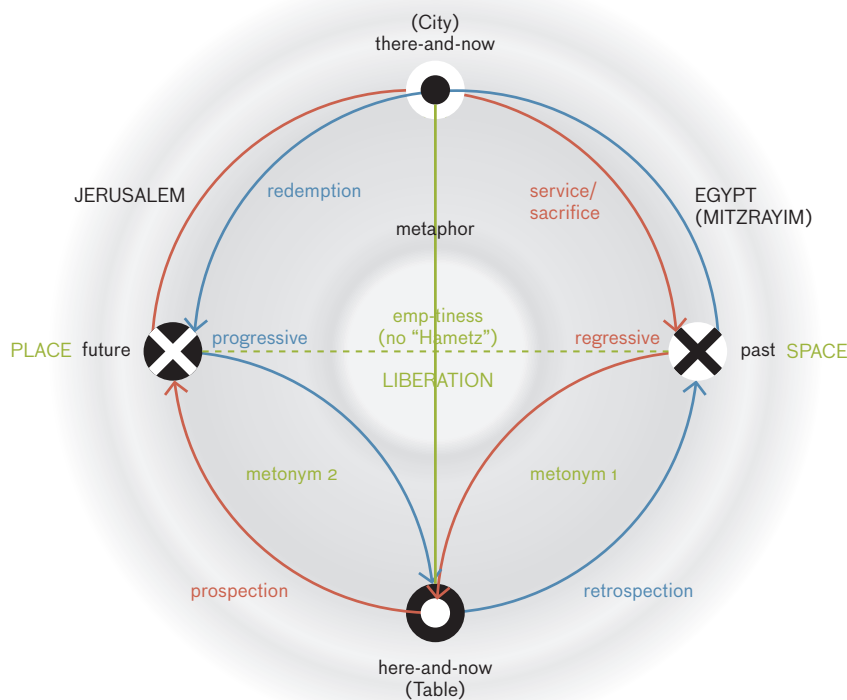 (City)
there-and-now
JERUSALEM
redemption
service/
sacrifice
EGYPT
(MITZRAYIM)
metaphor
emp-tiness
(no “Hametz”)
PLACE future
progressive
regressive
past SPACE
LIBERATION
metonym 2
metonym 1
prospection
retrospection
here-and-now
(Table)